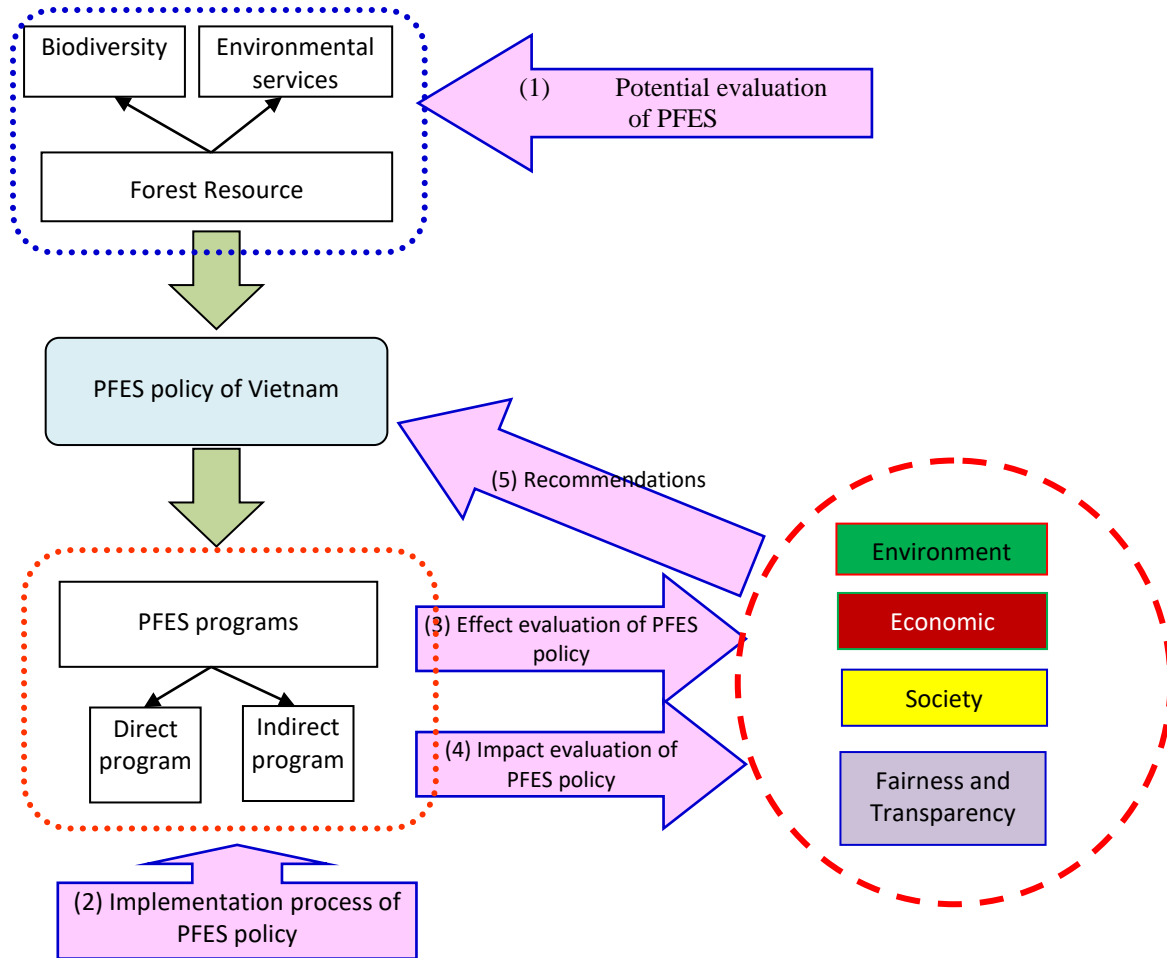 Biodiversity
Environmental
services
(1) Potential evaluation
of PFES
Forest Resource
PFES policy of Vietnam
(5) Recommendations
Environment
Economic
Society
Fairness and
Transparency
PFES programs
Direct
program
Indirect
program
(3) Effect evaluation of PFES
policy
(4) Impact evaluation of
PFES policy
(2) Implementation process of
PFES policy